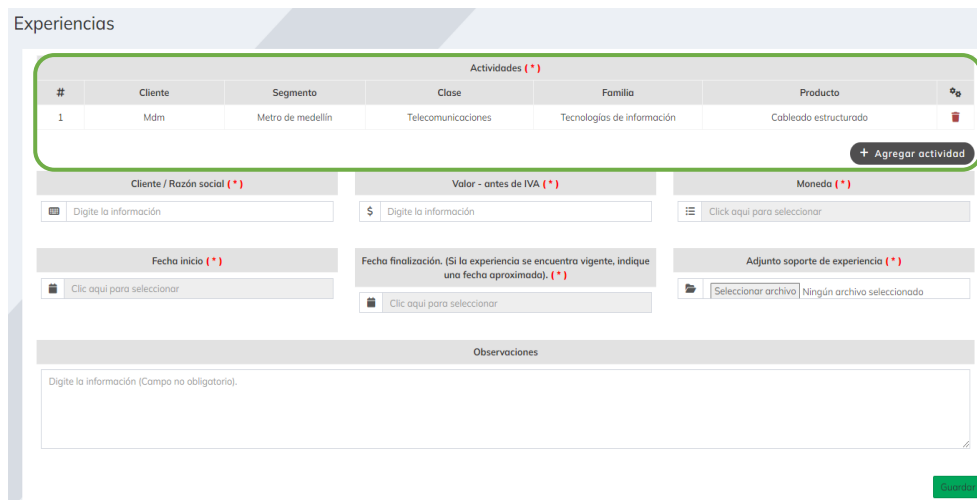 Experiencias
Actividades ( * )
# Cliente Segmento Clase Familia Producto
1 Mdm Metro de medellín Telecomunicaciones Tecnologías de información Cableado estructurado
+ Agregar actividad
Cliente / Razón social ( * ) Valor - antes de IVA ( * ) Moneda ( * )
Digite la información $ Digite la información Click aqui para seleccionar
Fecha inicio ( * ) Fecha finalización. (Si la experiencia se encuentra vigente, indique
una fecha aproximada). ( * ) Adjunto soporte de experiencia ( * )
Clic aqui para seleccionar Clic aqui para seleccionar Seleccionar archivo Ningún archivo seleccionado
Observaciones
Digite la información (Campo no obligatorio).
Guardar